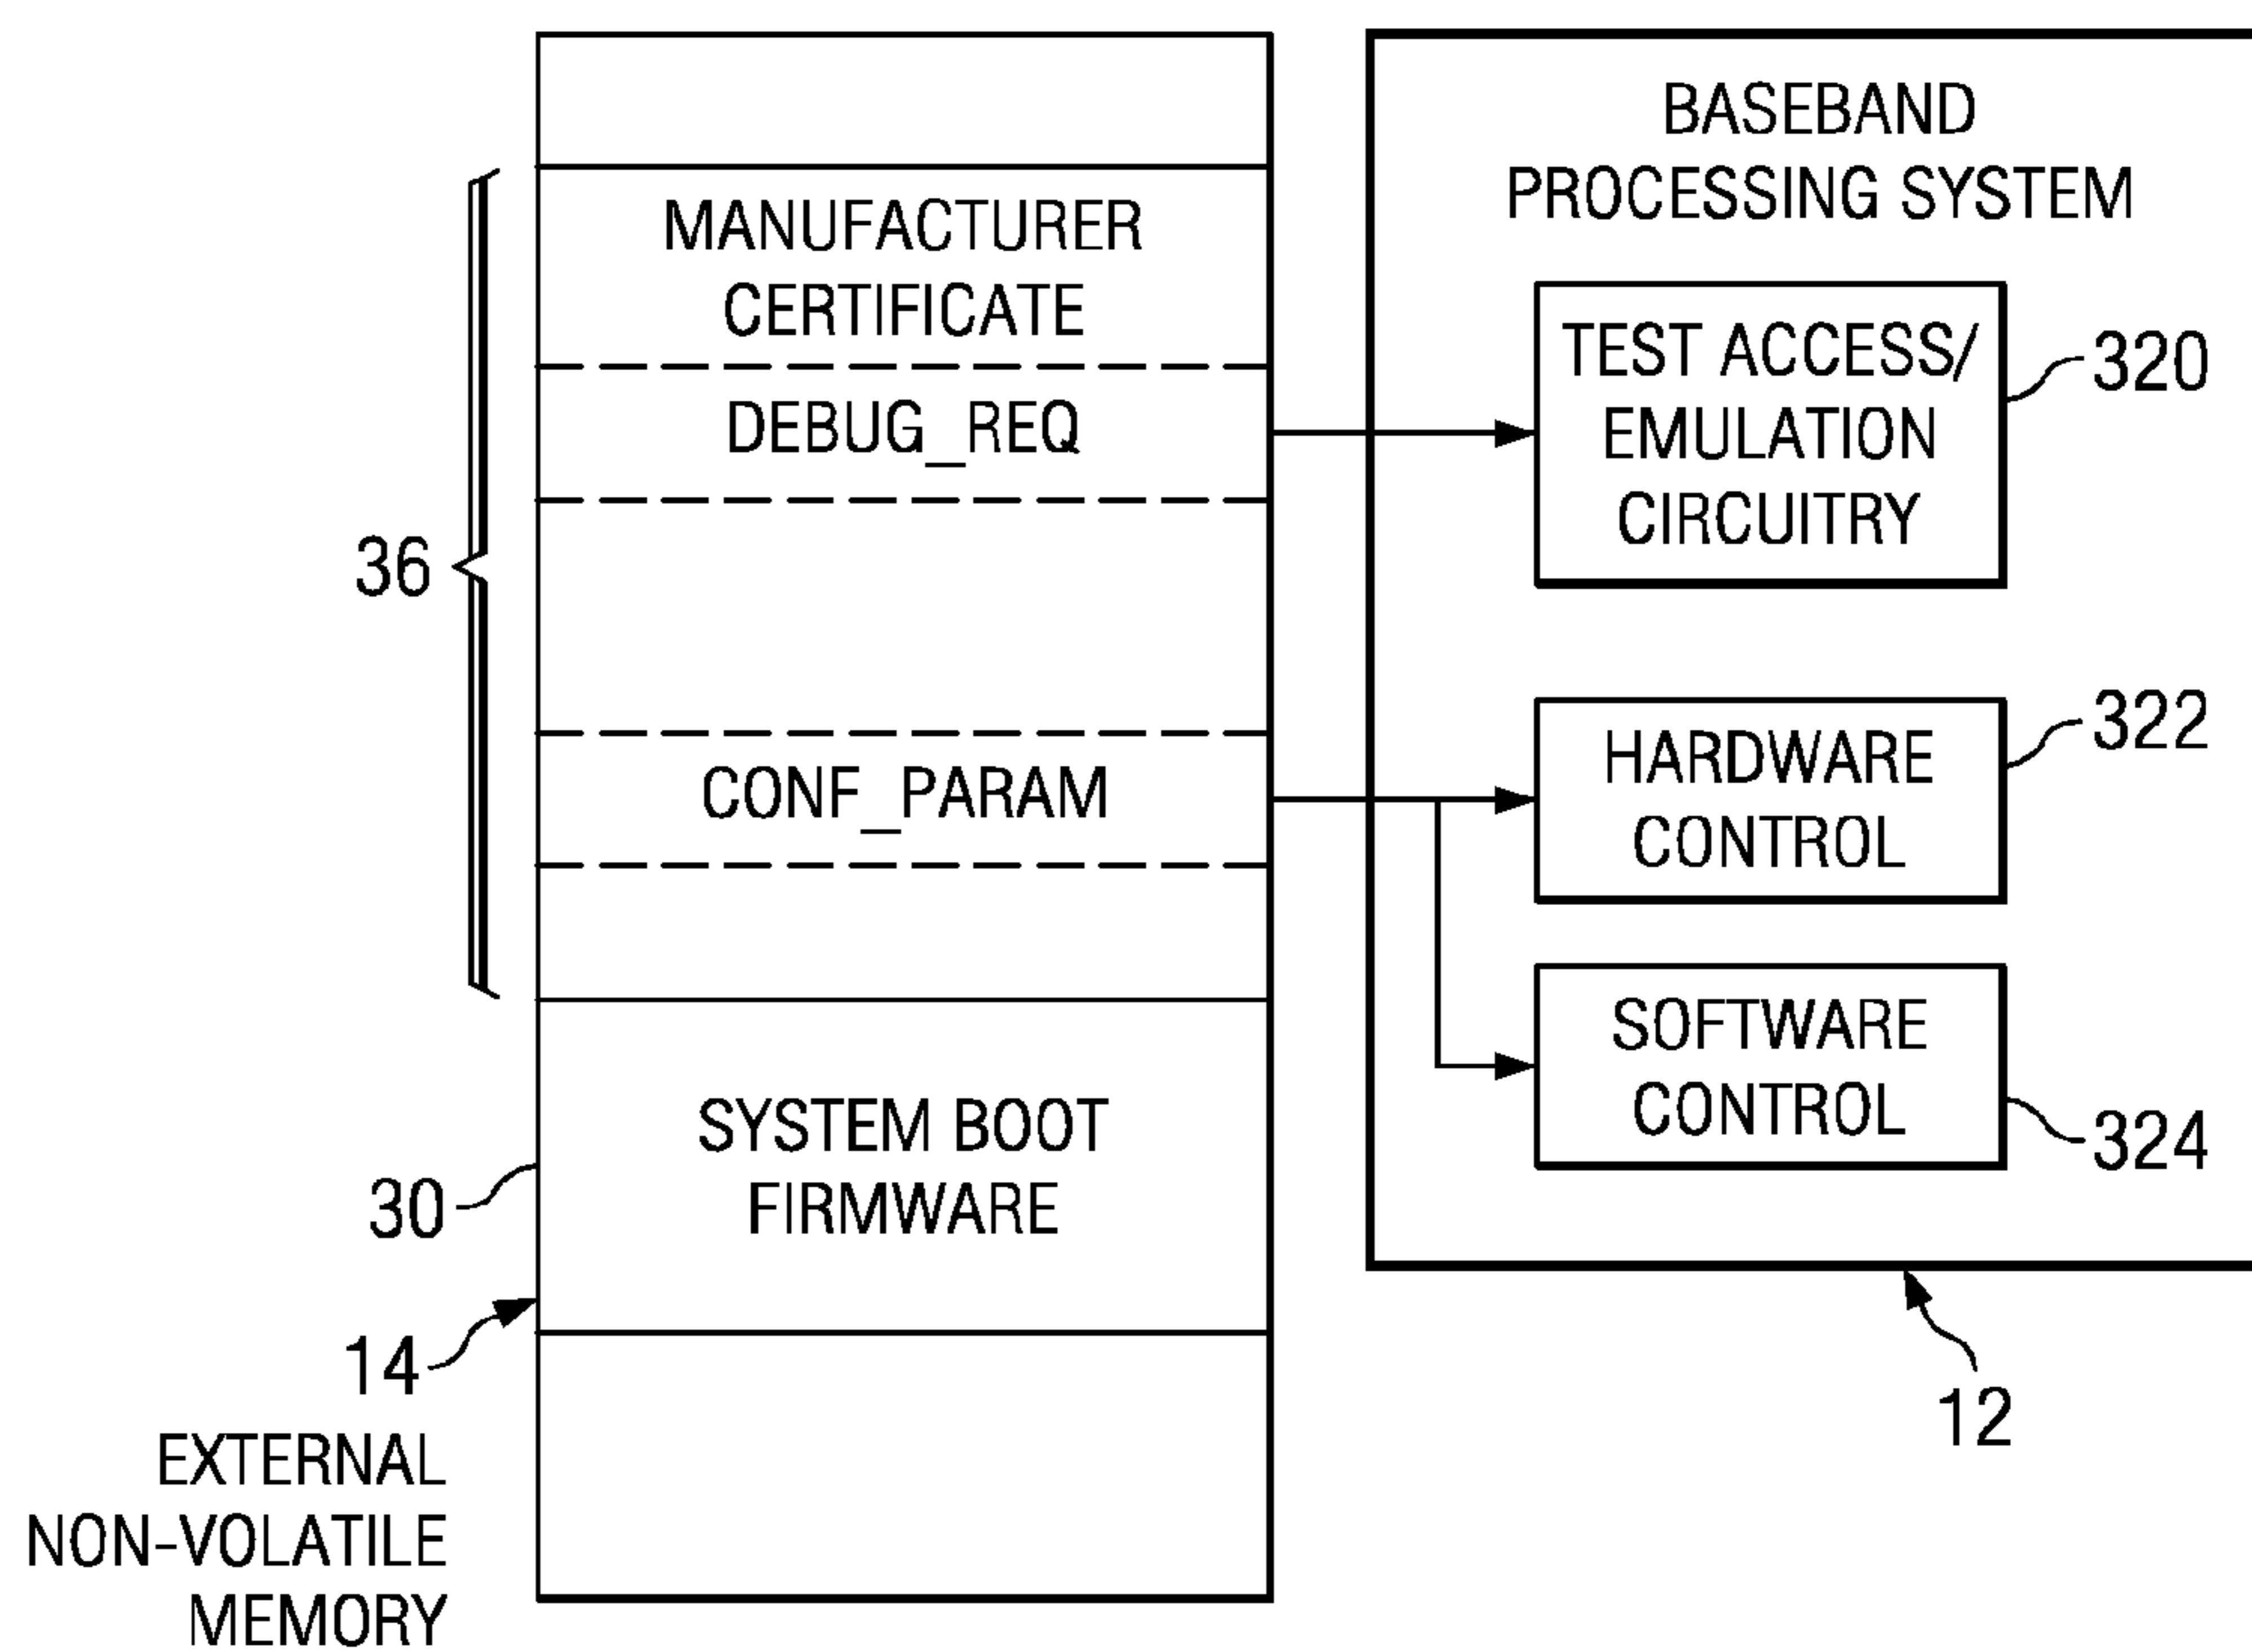 MANUFACTURER
CERTIFICATE
DEBUG_REQ
36
CONF_PARAM
SYSTEM BOOT
FIRMWARE
30
14
EXTERNAL
NON-VOLATILE
MEMORY
BASEBAND
PROCESSING SYSTEM
TEST ACCESS/
EMULATION
CIRCUITRY
320
HARDWARE
CONTROL
322
SOFTWARE
CONTROL
324
12